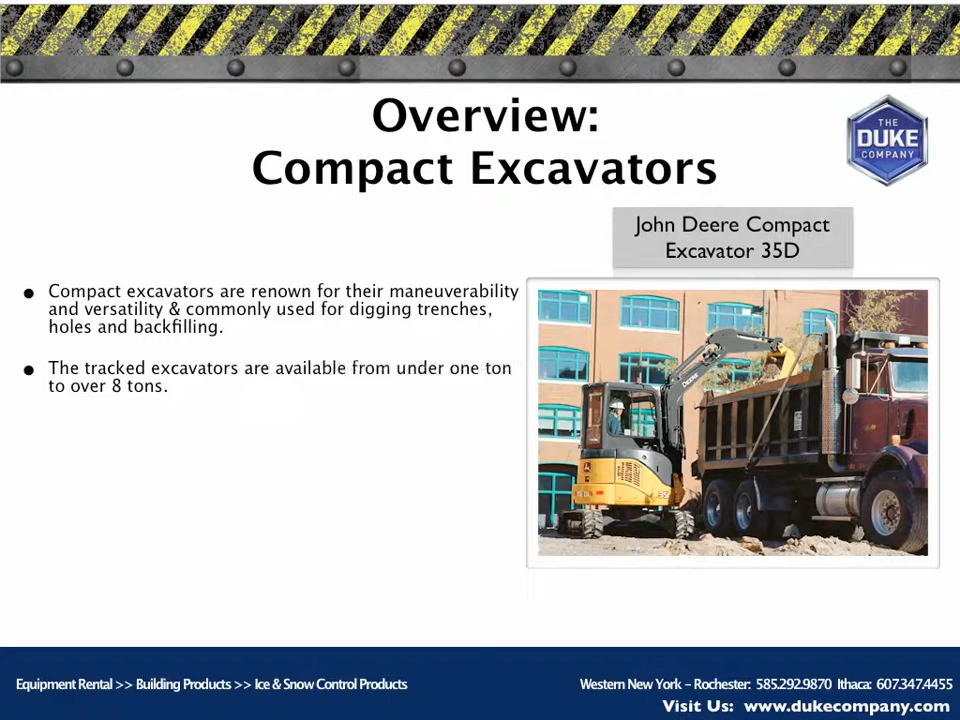 Overview:
Compact Excavators
THE
DUKE
COMPANY
John Deere Compact
Excavator 35D
• Compact excavators are renown for their maneuverability
and versatility & commonly used for digging trenches,
holes and backfilling.
• The tracked excavators are available from under one ton
to over 8 tons.
DEERE
35D
Equipment Rental >> Building Products >> Ice & Snow Control Products
Western New York – Rochester: 585.292.9870 Ithaca: 607.347.4455
Visit Us: www.dukecompany.com